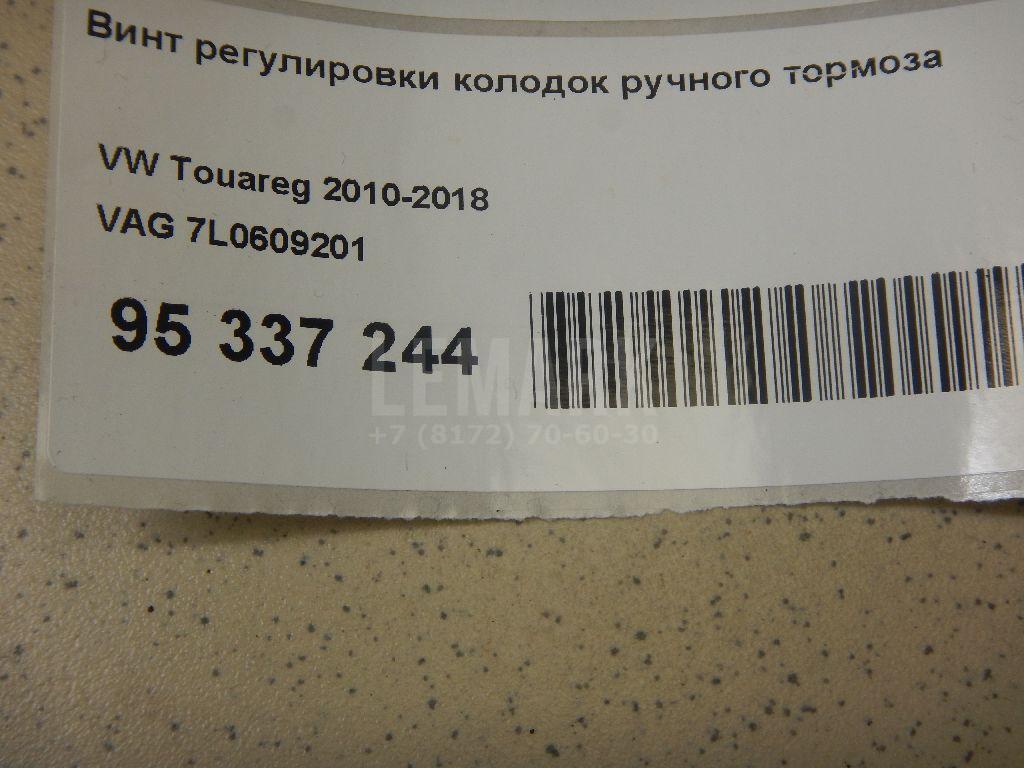 Винт регулировки колодок ручного тормоза
VW Touareg 2010-2018
VAG 7L0609201
95 337 244
LEMARK
+7 (8172) 70-60-30